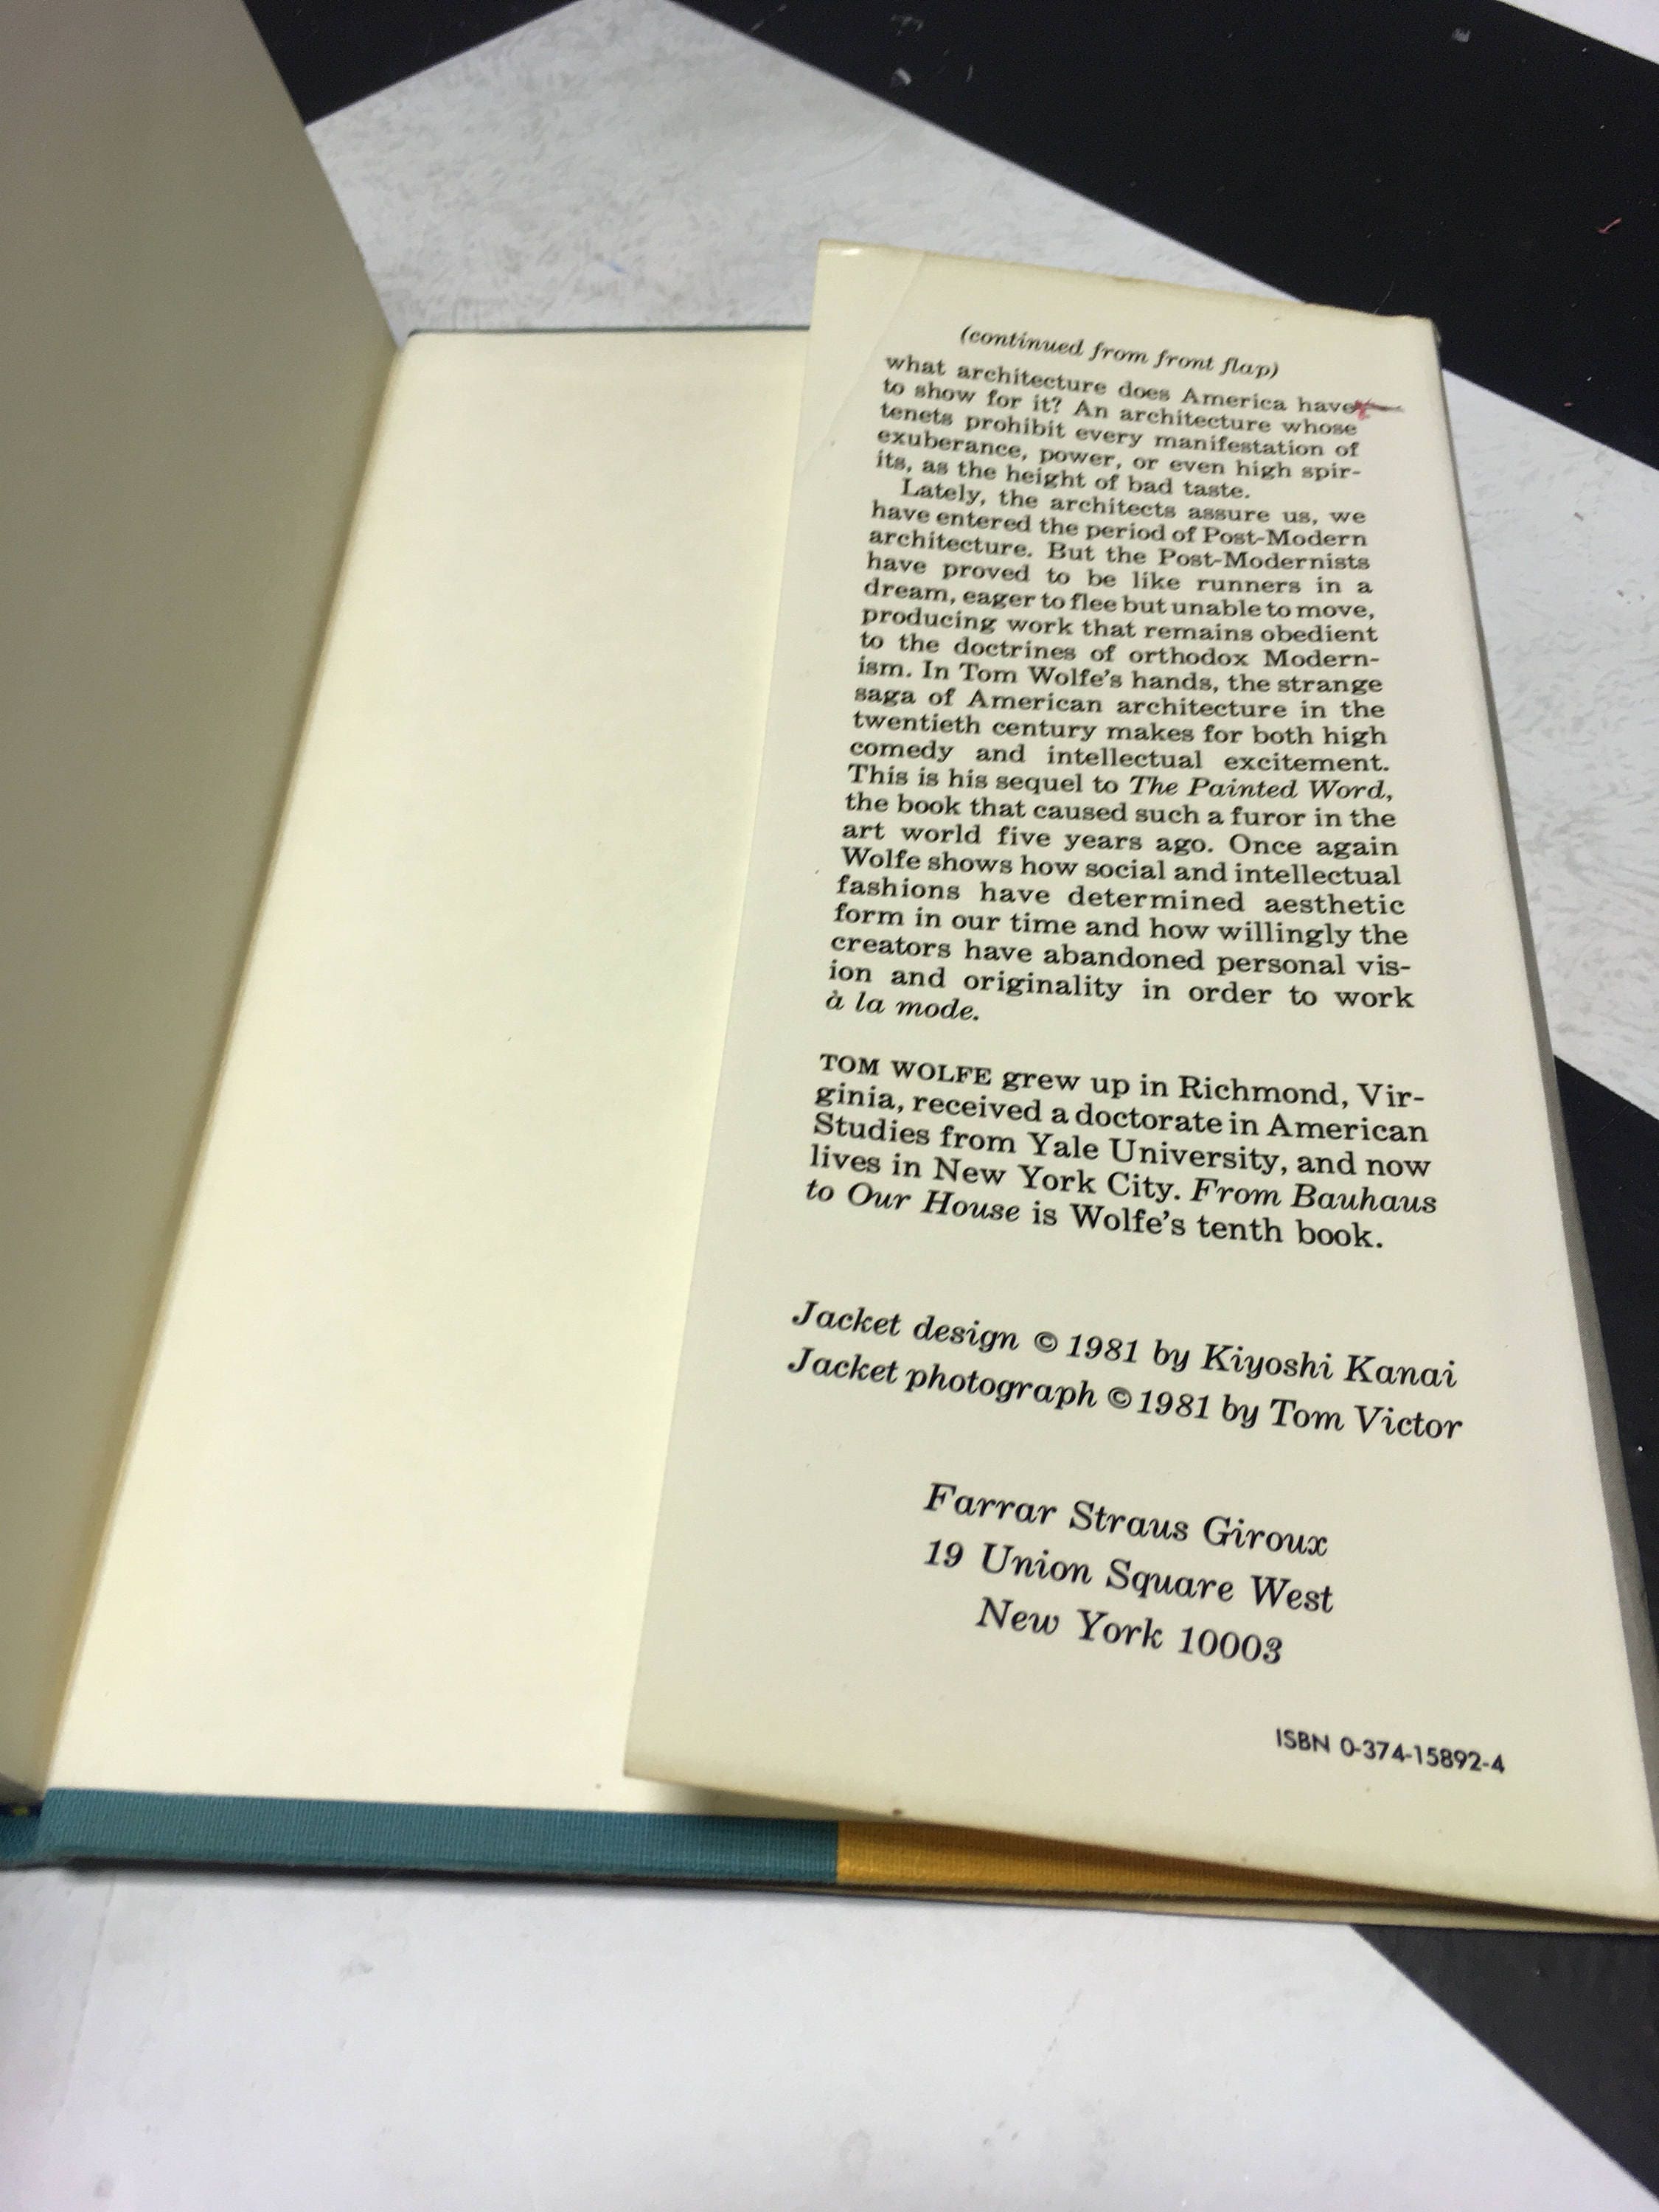 (continued from front flap)
what architecture does America have
to show for it? An architecture whose
tenets prohibit every manifestation of
exuberance, power, or even high spir-
its, as the height of bad taste.
Lately, the architects assure us, we
have entered the period of Post-Modern
architecture. But the Post-Modernists
have proved to be like runners in a
dream, eager to flee but unable to move,
producing work that remains obedient
to the doctrines of orthodox Modern-
ism. In Tom Wolfe's hands, the strange
saga of American architecture in the
twentieth century makes for both high
comedy and intellectual excitement.
This is his sequel to The Painted Word,
the book that caused such a furor in the
art world five years ago. Once again
Wolfe shows how social and intellectual
fashions have determined aesthetic
form in our time and how willingly the
creators have abandoned personal vis-
ion and originality in order to work
à la mode.
TOM WOLFE grew up in Richmond, Vir-
ginia, received a doctorate in American
Studies from Yale University, and now
lives in New York City. From Bauhaus
to Our House is Wolfe's tenth book.
Jacket design © 1981 by Kiyoshi Kanai
Jacket photograph © 1981 by Tom Victor
Farrar Straus Giroux
19 Union Square West
New York 10003
ISBN 0-374-15892-4